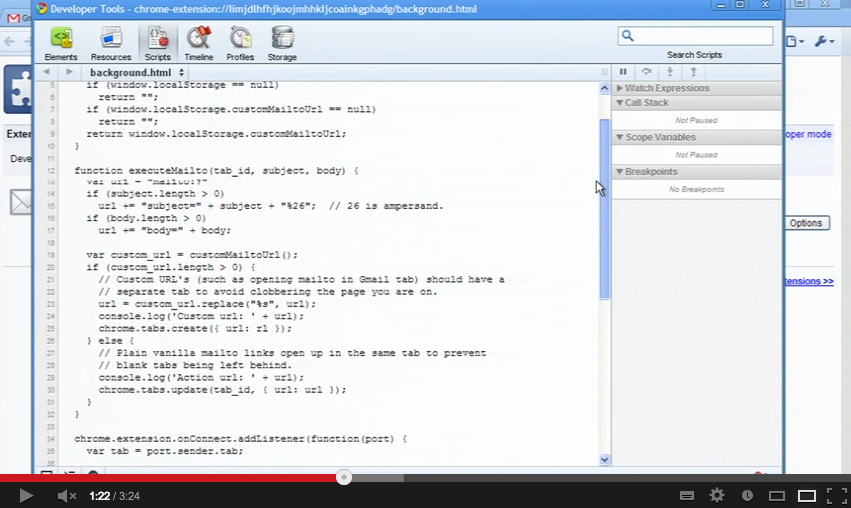 Developer Tools - chrome-extension://limjdlhfhjkoojmhhkljcoainkgphadg/background.html
Elements Resources Scripts Timeline Profiles Storage
Search Scripts
background.html
5 if (window.localStorage == null)
6 return "";
7 if (window.localStorage.customMailtoUrl == null)
8 return "";
9 return window.localStorage.customMailtoUrl;
10 }
11
12 function executeMailto(tab_id, subject, body) {
13 var url = "mailto:?"
14 if (subject.length > 0)
15 url += "subject=" + subject + "%26"; // 26 is ampersand.
16 if (body.length > 0)
17 url += "body=" + body;
18
19 var custom_url = customMailtoUrl();
20 if (custom_url.length > 0) {
21 // Custom URL's (such as opening mailto in Gmail tab) should have a
22 // separate tab to avoid clobbering the page you are on.
23 url = custom_url.replace("%s", url);
24 console.log('Custom url: ' + url);
25 chrome.tabs.create({ url: rl });
26 } else {
27 // Plain vanilla mailto links open up in the same tab to prevent
28 // blank tabs being left behind.
29 console.log('Action url: ' + url);
30 chrome.tabs.update(tab_id, { url: url });
31 }
32 }
33
34 chrome.extension.onConnect.addListener(function(port) {
35 var tab = port.sender.tab;
36
Watch Expressions
Call Stack
Not Paused
Scope Variables
Not Paused
Breakpoints
No Breakpoints
Exter
Deve
oper mode
Options
tensions >>
1:22 / 3:24